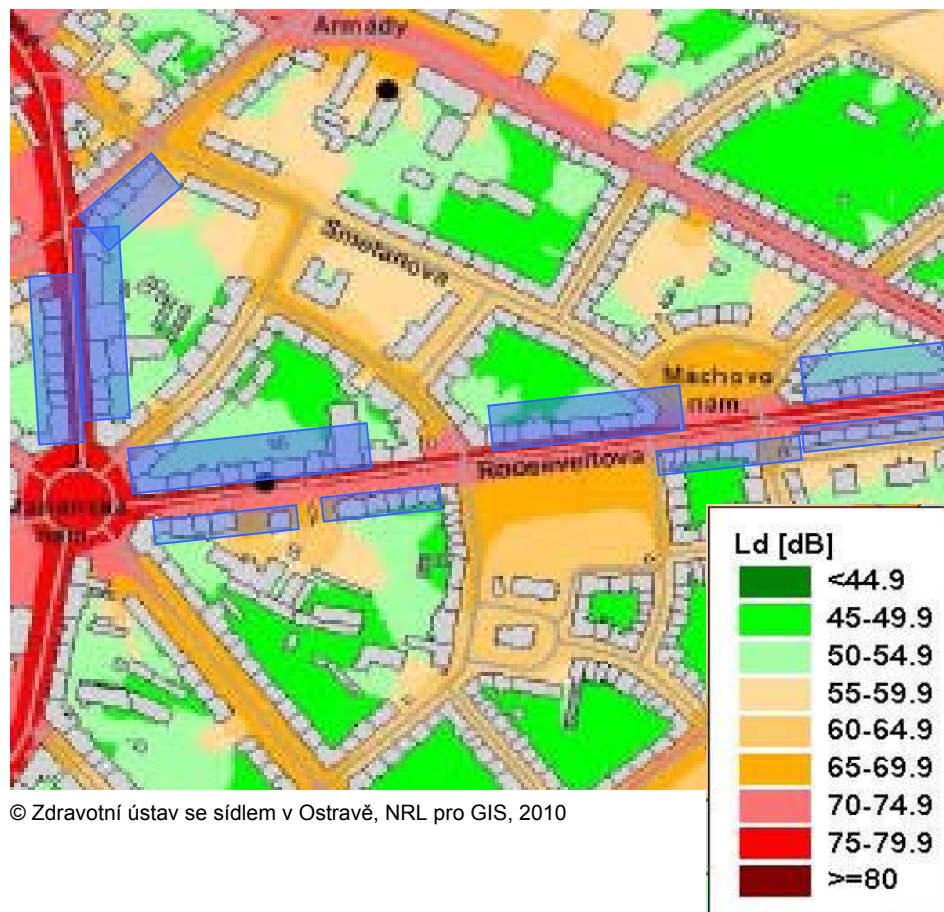 Armády
Smetanova
Machovo
nám.
Rooseveltova
nám.
Ld [dB]
<44.9
45-49.9
50-54.9
55-59.9
60-64.9
65-69.9
70-74.9
75-79.9
>=80
© Zdravotní ústav se sídlem v Ostravě, NRL pro GIS, 2010